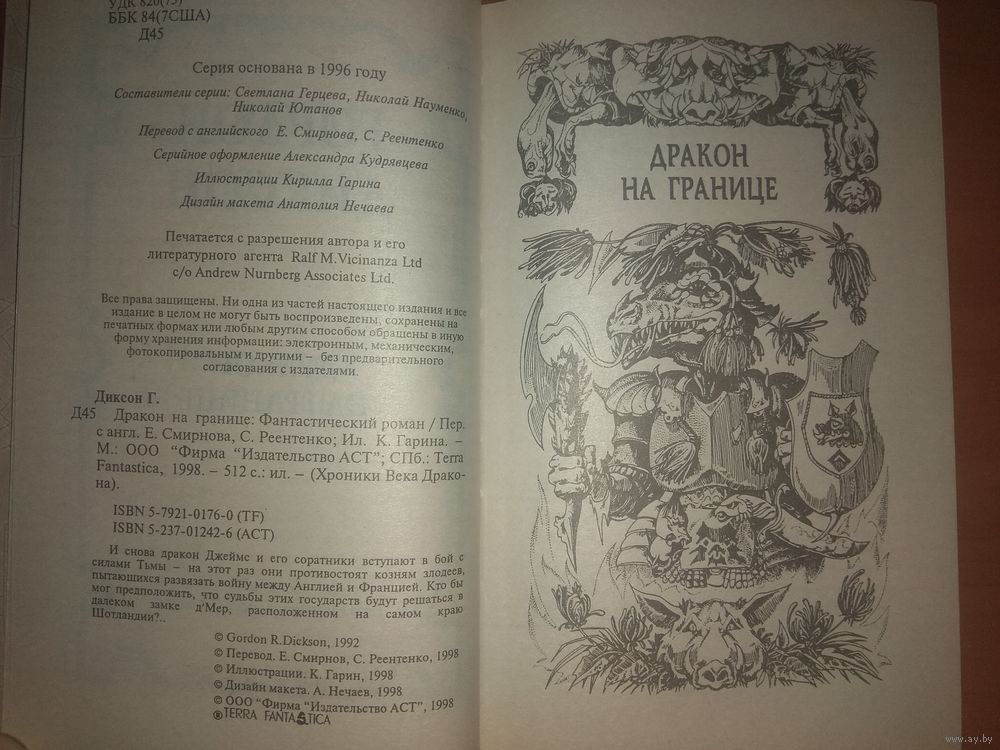 УДК 820(73)
ББК 84(7США)
Д45
Серия основана в 1996 году
Составители серии: Светлана Герцева, Николай Науменко,
Николай Ютанов
Перевод с английского Е. Смирнова, С. Реентенко
Серийное оформление Александра Кудрявцева
Иллюстрации Кирилла Гарина
Дизайн макета Анатолия Нечаева
Печатается с разрешения автора и его
литературного агента Ralf M.Vicinanza Ltd
c/o Andrew Nurnberg Associates Ltd.
Все права защищены. Ни одна из частей настоящего издания и все
издание в целом не могут быть воспроизведены, сохранены на
печатных формах или любым другим способом обращены в иную
форму хранения информации: электронным, механическим,
фотокопировальным и другими – без предварительного
согласования с издателями.
Диксон Г.
Д45 Дракон на границе: Фантастический роман / Пер.
с англ. Е. Смирнова, С. Реентенко; Ил. К. Гарина. –
М.: ООО “Фирма “Издательство АСТ”; СПб.: Terra
Fantastica, 1998. – 512 с.: ил. – (Хроники Века Драко-
на).
ISBN 5-7921-0176-0 (TF)
ISBN 5-237-01242-6 (АСТ)
И снова дракон Джеймс и его соратники вступают в бой с
силами Тьмы – на этот раз они противостоят козням злодеев,
пытающихся развязать войну между Англией и Францией. Кто бы
мог предположить, что судьбы этих государств будут решаться в
далеком замке д’Мер, расположенном на самом краю
Шотландии?..
© Gordon R.Dickson, 1992
© Перевод. Е. Смирнов, С. Реентенко, 1998
© Иллюстрации. К. Гарин, 1998
© Дизайн макета. А. Нечаев, 1998
© ООО “Фирма “Издательство АСТ”, 1998
® TERRA FANTASTICA
ДРАКОН
НА ГРАНИЦЕ
www.ay.by